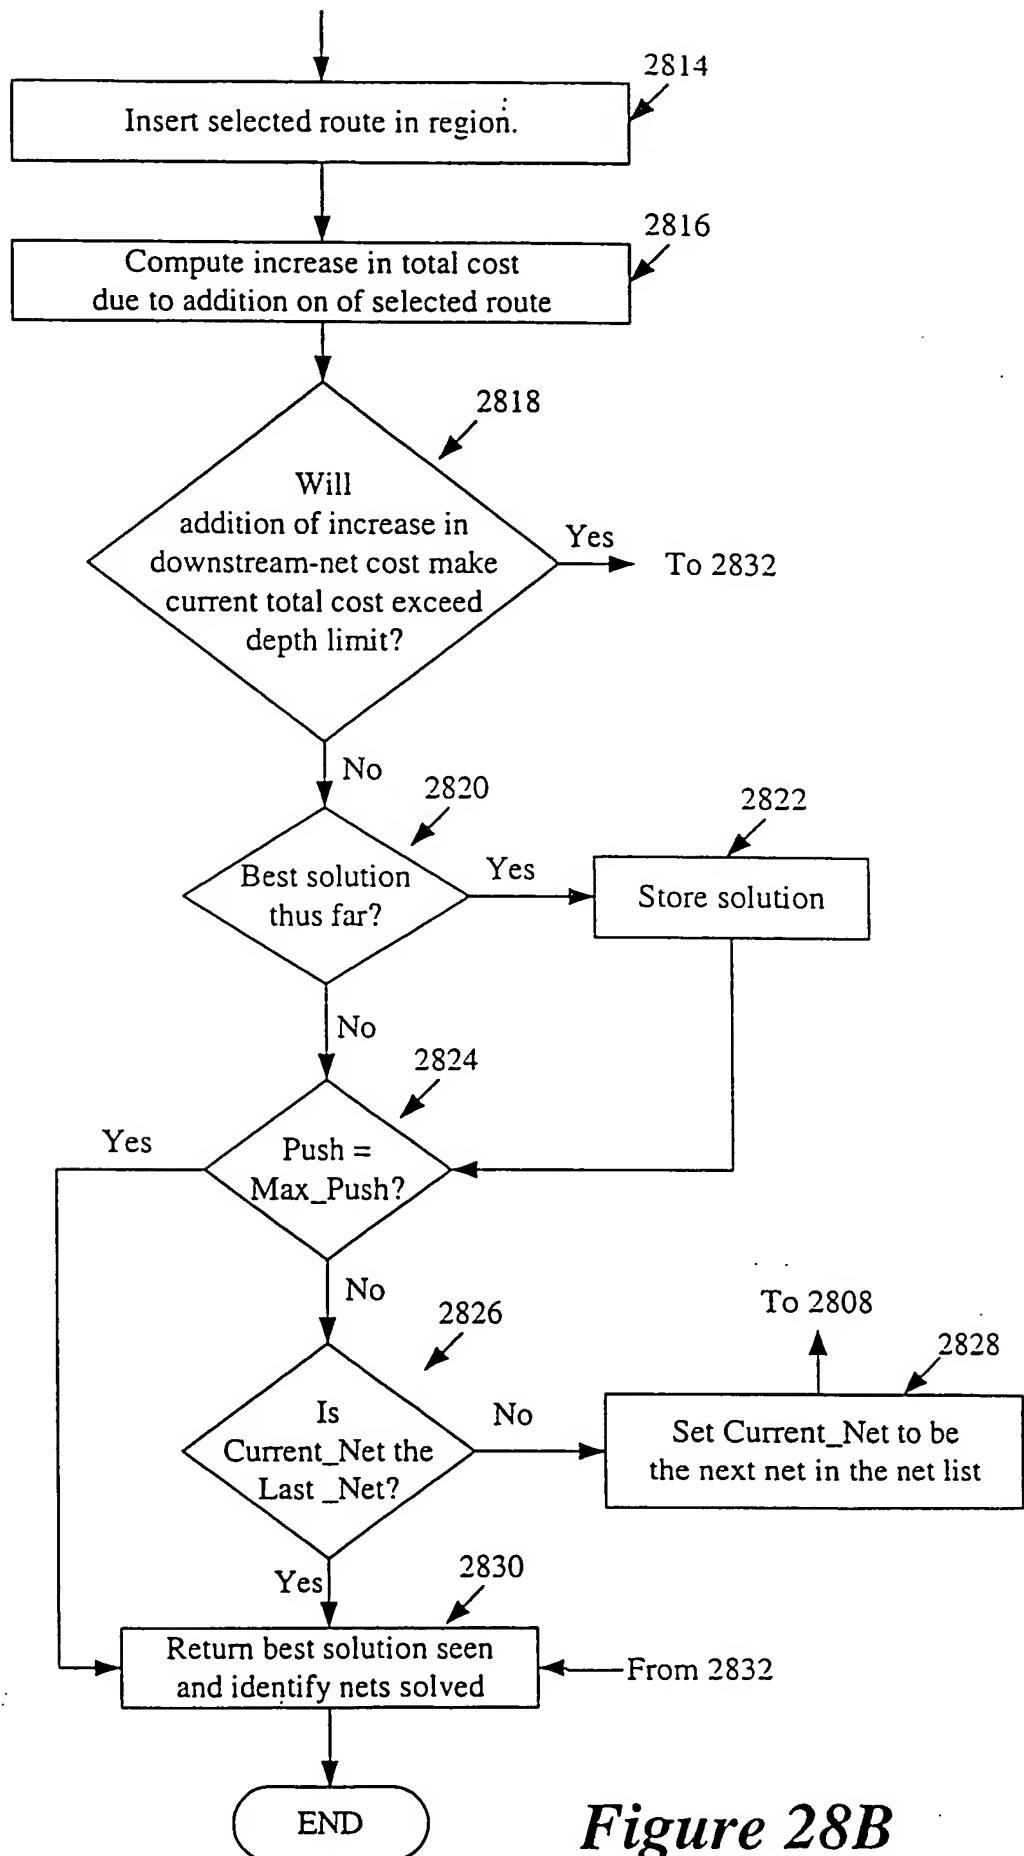 2814
Insert selected route in region.
2816
Compute increase in total cost
due to addition on of selected route
2818
Will
addition of increase in
downstream-net cost make
current total cost exceed
depth limit?
Yes
To 2832
No
2820
2822
Best solution
thus far?
Yes
Store solution
No
2824
Yes
Push =
Max_Push?
No
2826
To 2808
2828
Is
Current_Net the
Last _Net?
No
Set Current_Net to be
the next net in the net list
Yes
2830
Return best solution seen
and identify nets solved
From 2832
END
Figure 28B